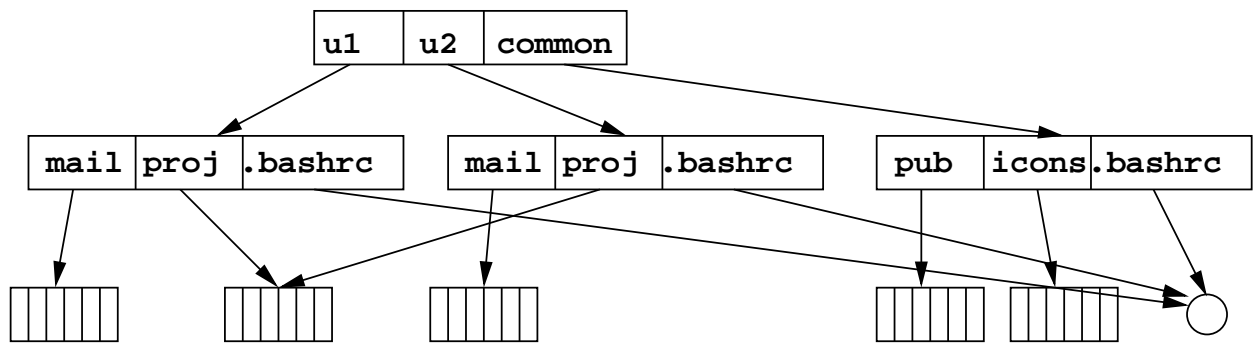 u1 u2 common
mail proj .bashrc mail proj .bashrc pub icons .bashrc